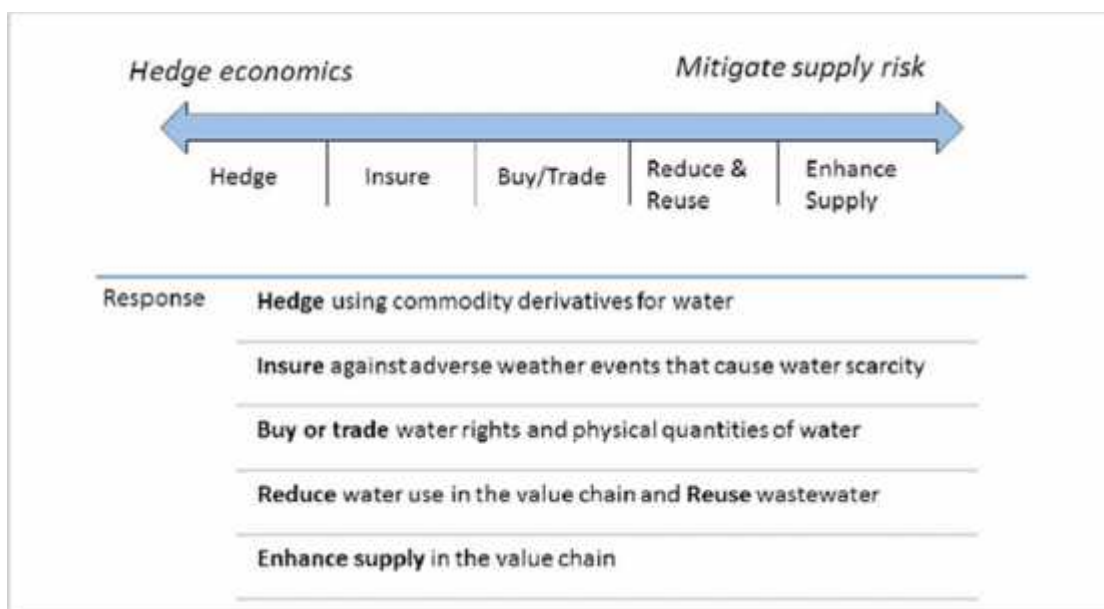 Hedge economics
Mitigate supply risk
Hedge
Insure
Buy/Trade
Reduce &
Reuse
Enhance
Supply
Response
Hedge using commodity derivatives for water
Insure against adverse weather events that cause water scarcity
Buy or trade water rights and physical quantities of water
Reduce water use in the value chain and Reuse wastewater
Enhance supply in the value chain